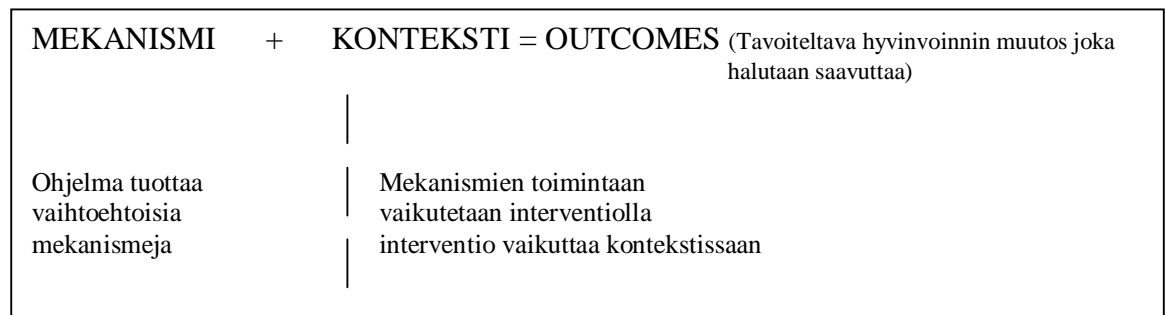 MEKANISMI + KONTEKSTI = OUTCOMES (Tavoiteltava hyvinvoinnin muutos joka
halutaan saavuttaa)
Ohjelma tuottaa
vaihtoehtoisia
mekanismeja
Mekanismien toimintaan
vaikutetaan interventiolla
interventio vaikuttaa kontekstissaan